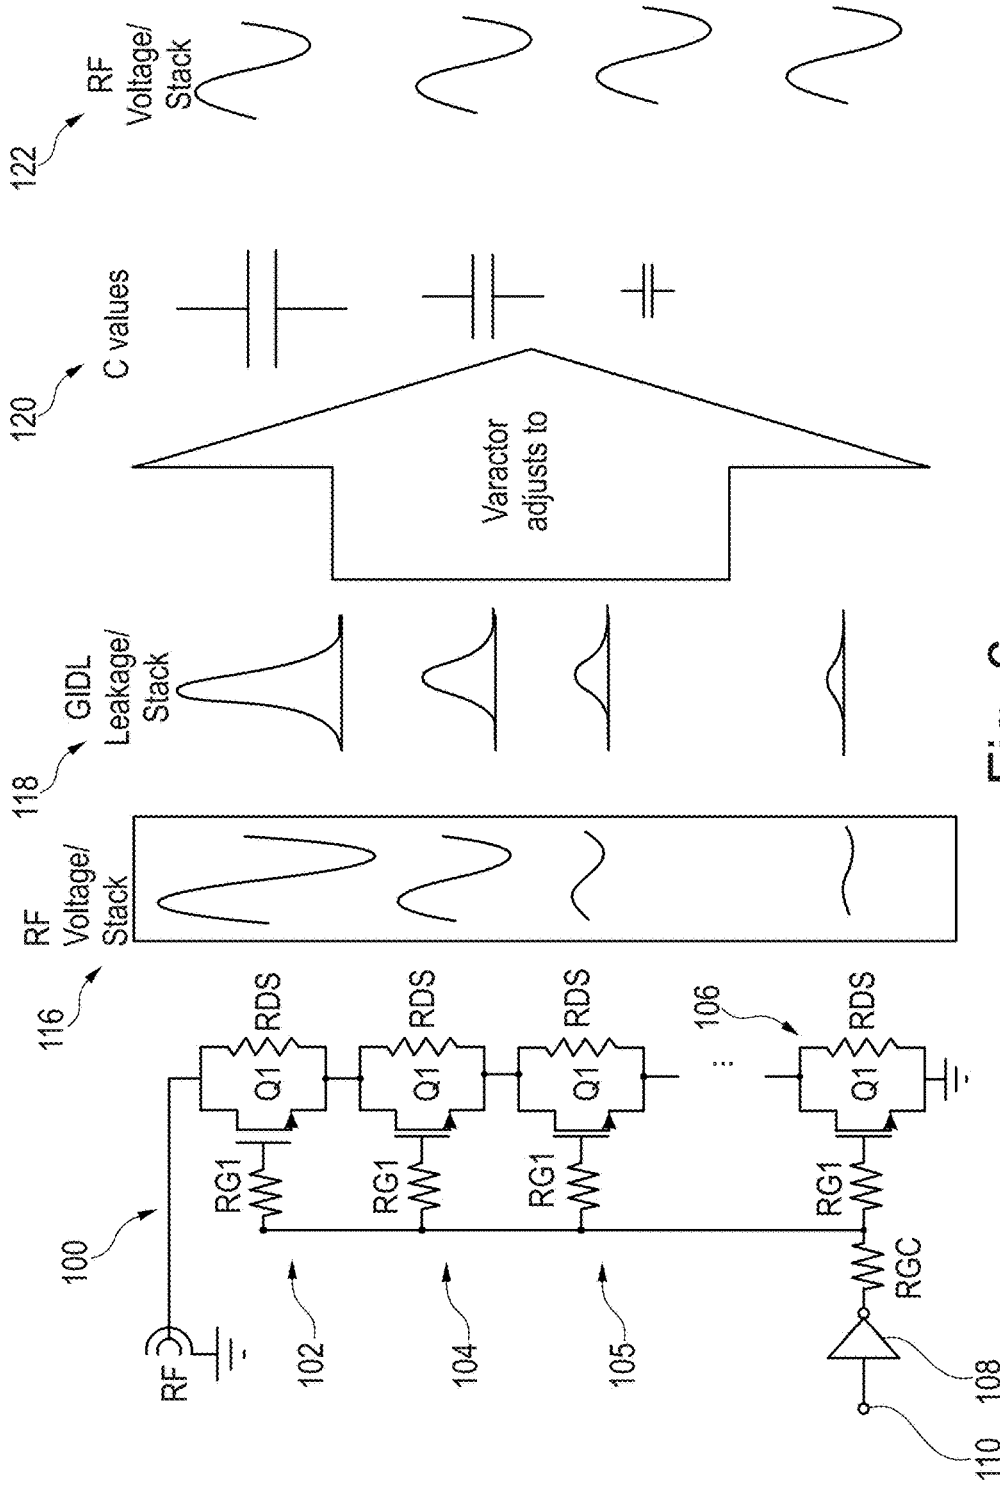 100
RF
102
104
105
110
108
RGC
RG1
Q1
RDS
RG1
Q1
RDS
RG1
Q1
RDS
106
...
RG1
Q1
RDS
116
RF
Voltage/
Stack
118
GIDL
Leakage/
Stack
Varactor
adjusts to
120
C values
122
RF
Voltage/
Stack